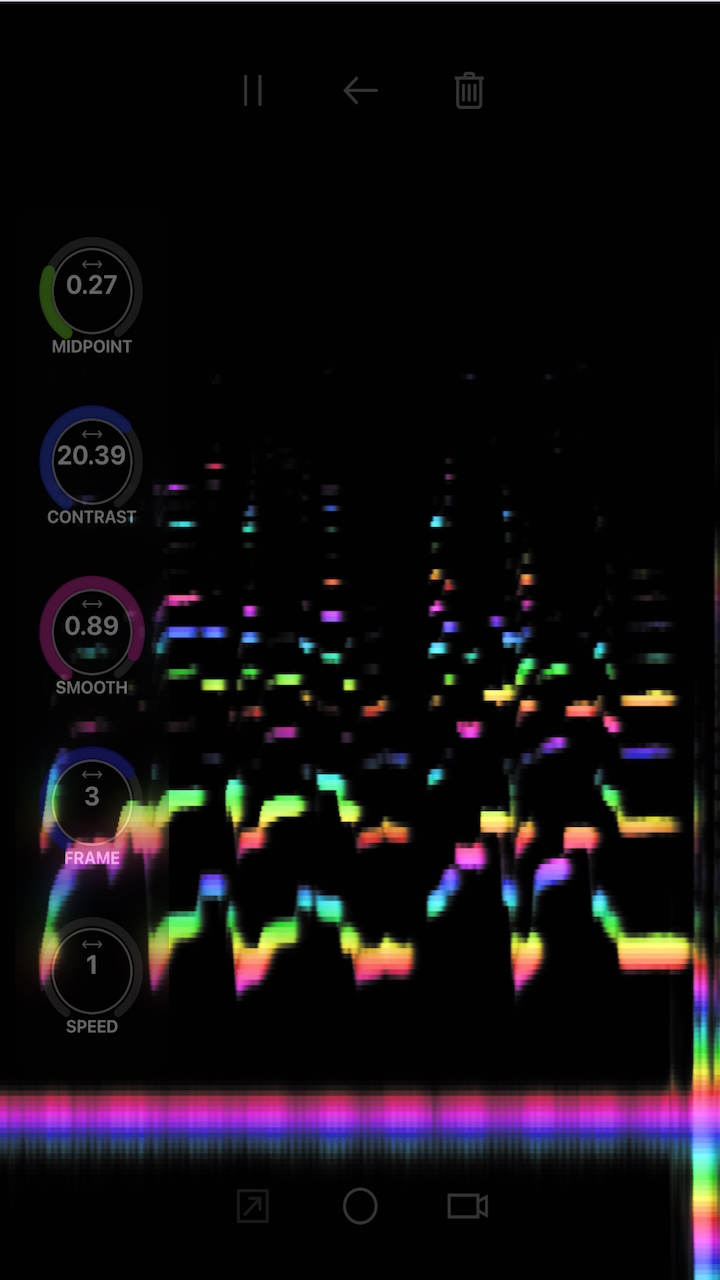 0.27
MIDPOINT
20.39
CONTRAST
0.89
SMOOTH
3
FRAME
1
SPEED